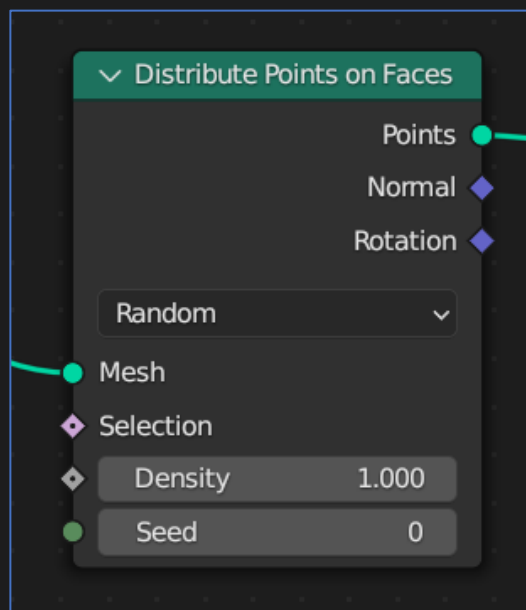 Distribute Points on Faces
Points
Normal
Rotation
Random
Mesh
Selection
Density 1.000
Seed 0